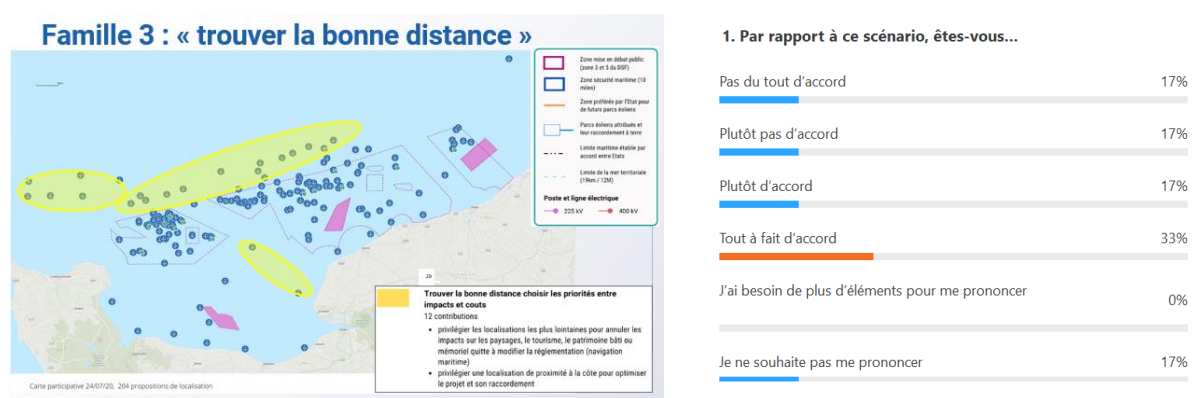 Famille 3 : « trouver la bonne distance »
Zone mise en débat public
(zone 3 et 5 du DSF)
Zone sécurité maritime (10
miles)
Zone préférée par l'Etat pour
de futurs parcs éoliens
Parcs éoliens attribués et
leur raccordement à terre
Limite maritime établie par
accord entre Etats
Limite de la mer territoriale
(19km / 12M)
Poste et ligne électrique
225 kV
400 kV
29
Trouver la bonne distance choisir les priorités entre
impacts et couts
12 contributions
• privilégier les localisations les plus lointaines pour annuler les
impacts sur les paysages, le tourisme, le patrimoine bâti ou
mémoriel quitte à modifier la réglementation (navigation
maritime)
• privilégier une localisation de proximité à la côte pour optimiser
le projet et son raccordement
Carte participative 24/07/20, 204 propositions de localisation
1. Par rapport à ce scénario, êtes-vous...
Pas du tout d'accord 17%
Plutôt pas d'accord 17%
Plutôt d'accord 17%
Tout à fait d'accord 33%
J'ai besoin de plus d'éléments pour me prononcer 0%
Je ne souhaite pas me prononcer 17%